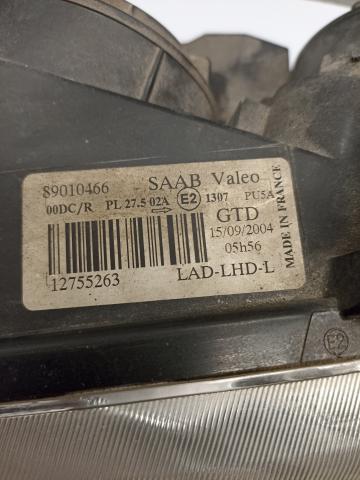 89010466 SAAB Valeo
00DC/R PL 27.5 02A E2 1307 PU5A
GTD
15/09/2004
05h56
12755263 LAD-LHD-L
MADE IN FRANCE
E2